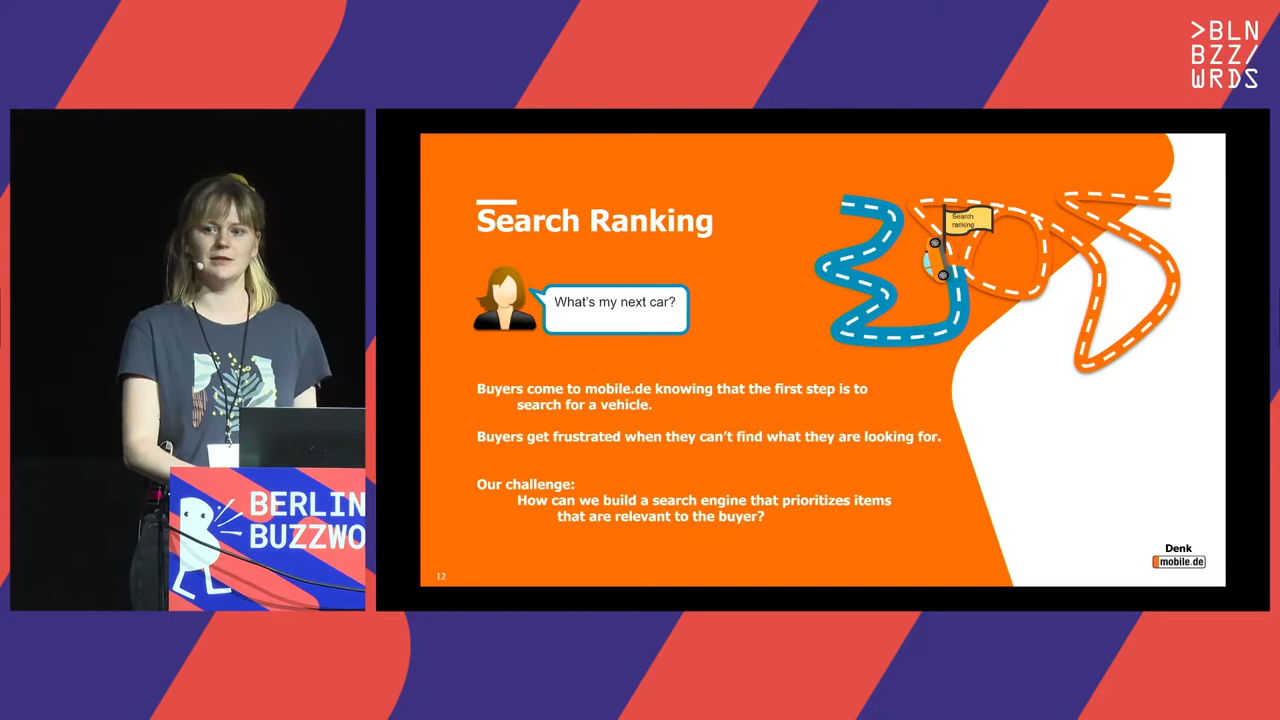 >BLN
BZZ/
WRDS
Search Ranking
Search
ranking
What's my next car?
Buyers come to mobile.de knowing that the first step is to
search for a vehicle.
Buyers get frustrated when they can't find what they are looking for.
Our challenge:
How can we build a search engine that prioritizes items
that are relevant to the buyer?
Denk
mobile.de
12
BERLIN
BUZZWO